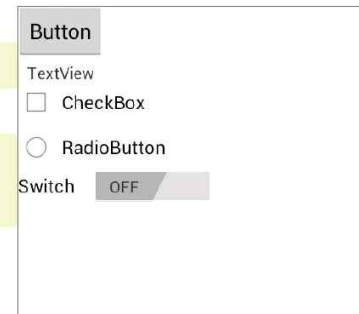 Button
TextView
CheckBox
RadioButton
Switch OFF